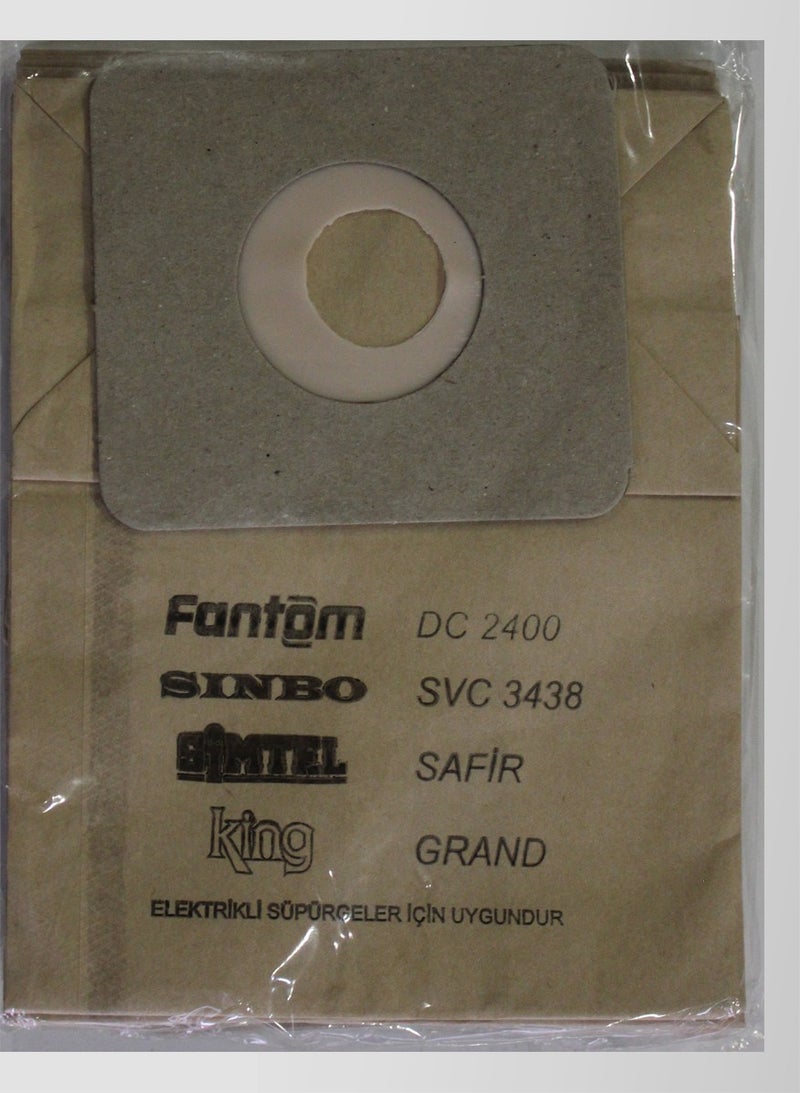 Fantom DC 2400
SINBO SVC 3438
SİMTEL SAFİR
king GRAND
ELEKTRİKLİ SÜPÜRGELER İÇİN UYGUNDUR